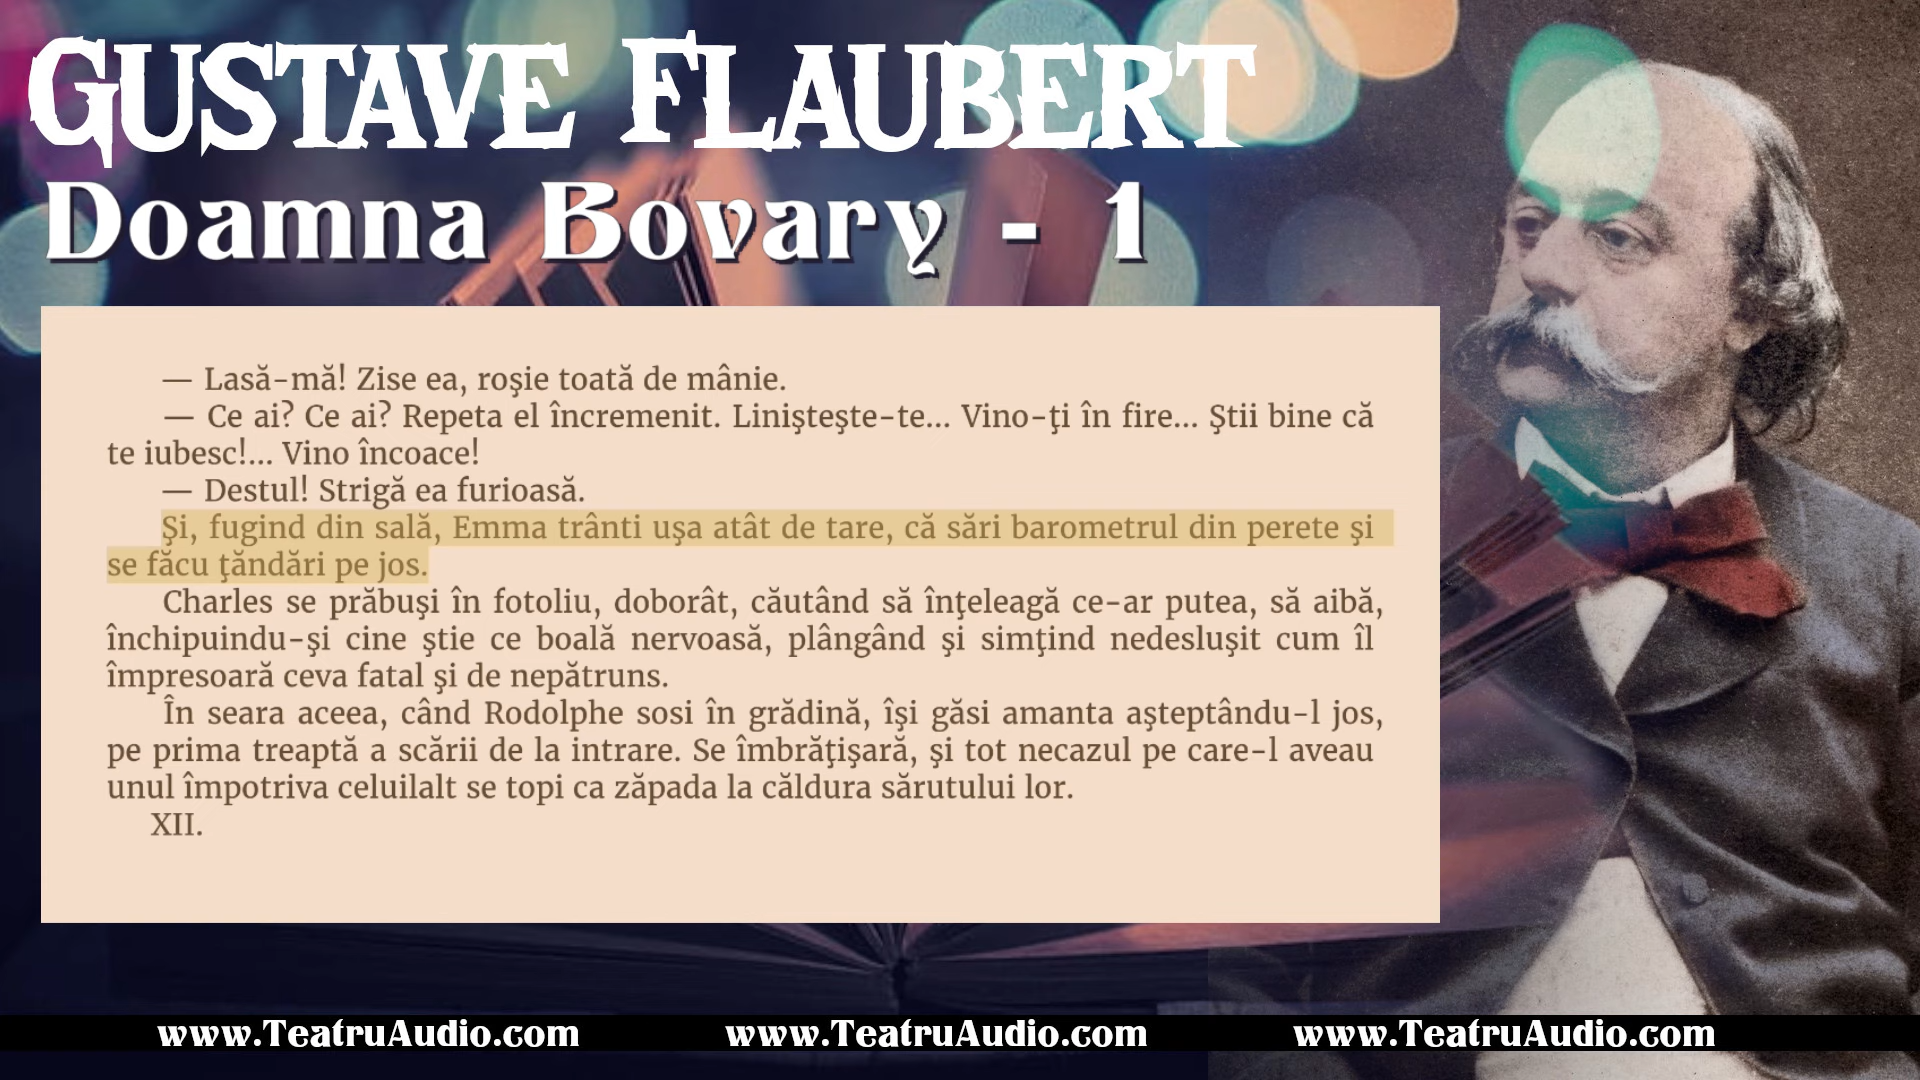 GUSTAVE FLAUBERT
Doamna Bovary - 1
— Lasă-mă! Zise ea, roşie toată de mânie.
— Ce ai? Ce ai? Repeta el încremenit. Linişteşte-te... Vino-ţi în fire... Ştii bine că
te iubesc!... Vino încoace!
— Destul! Strigă ea furioasă.
Şi, fugind din sală, Emma trânti uşa atât de tare, că sări barometrul din perete şi
se făcu ţăndări pe jos.
Charles se prăbuşi în fotoliu, doborât, căutând să înţeleagă ce-ar putea, să aibă,
închipuindu-şi cine ştie ce boală nervoasă, plângând şi simţind nedesluşit cum îl
împresoară ceva fatal şi de nepătruns.
În seara aceea, când Rodolphe sosi în grădină, îşi găsi amanta aşteptându-l jos,
pe prima treaptă a scării de la intrare. Se îmbrăţişară, şi tot necazul pe care-l aveau
unul împotriva celuilalt se topi ca zăpada la căldura sărutului lor.
XII.
www.TeatruAudio.com www.TeatruAudio.com www.TeatruAudio.com